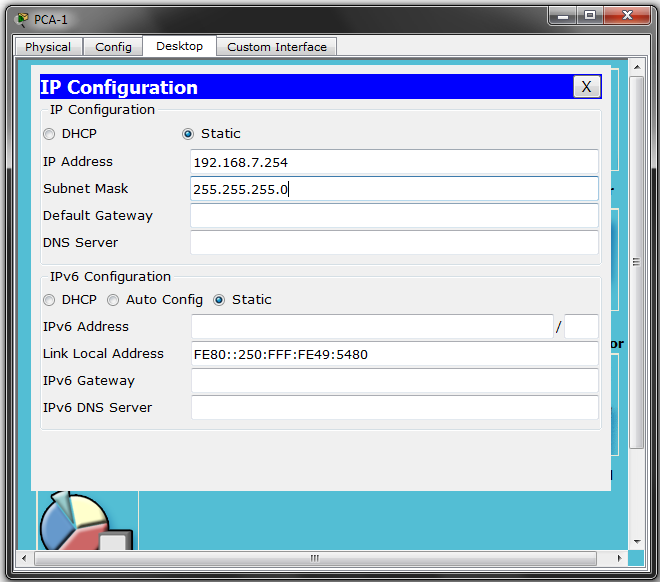 PCA-1
Physical Config Desktop Custom Interface
IP Configuration X
IP Configuration
DHCP Static
IP Address 192.168.7.254
Subnet Mask 255.255.255.0
Default Gateway
DNS Server
IPv6 Configuration
DHCP Auto Config Static
IPv6 Address /
Link Local Address FE80::250:FFF:FE49:5480
IPv6 Gateway
IPv6 DNS Server
or